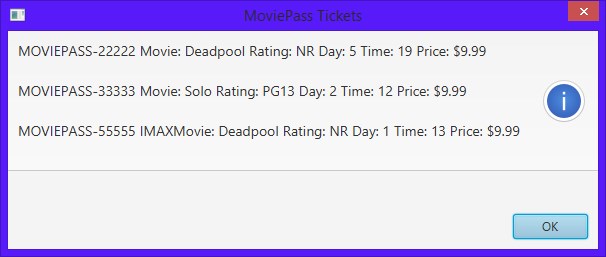 MoviePass Tickets
MOVIEPASS-22222 Movie: Deadpool Rating: NR Day: 5 Time: 19 Price: $9.99
MOVIEPASS-33333 Movie: Solo Rating: PG13 Day: 2 Time: 12 Price: $9.99
MOVIEPASS-55555 IMAXMovie: Deadpool Rating: NR Day: 1 Time: 13 Price: $9.99
OK